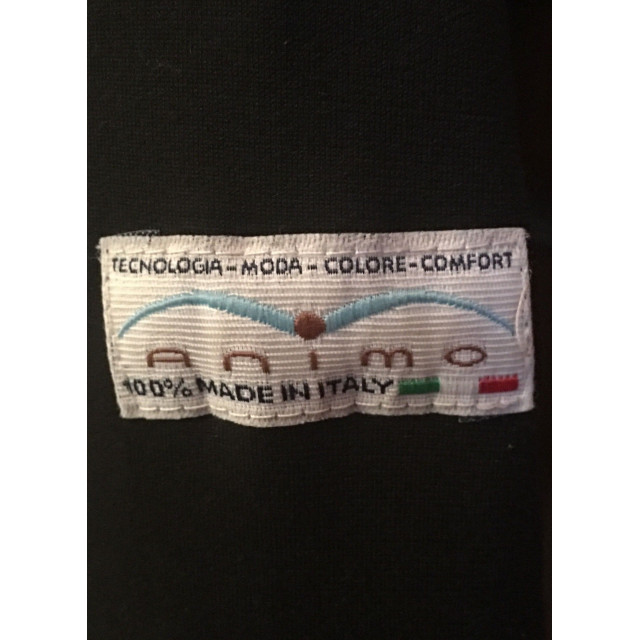 TECNOLOGIA - MODA - COLORE - COMFORT
animo
100% MADE IN ITALY